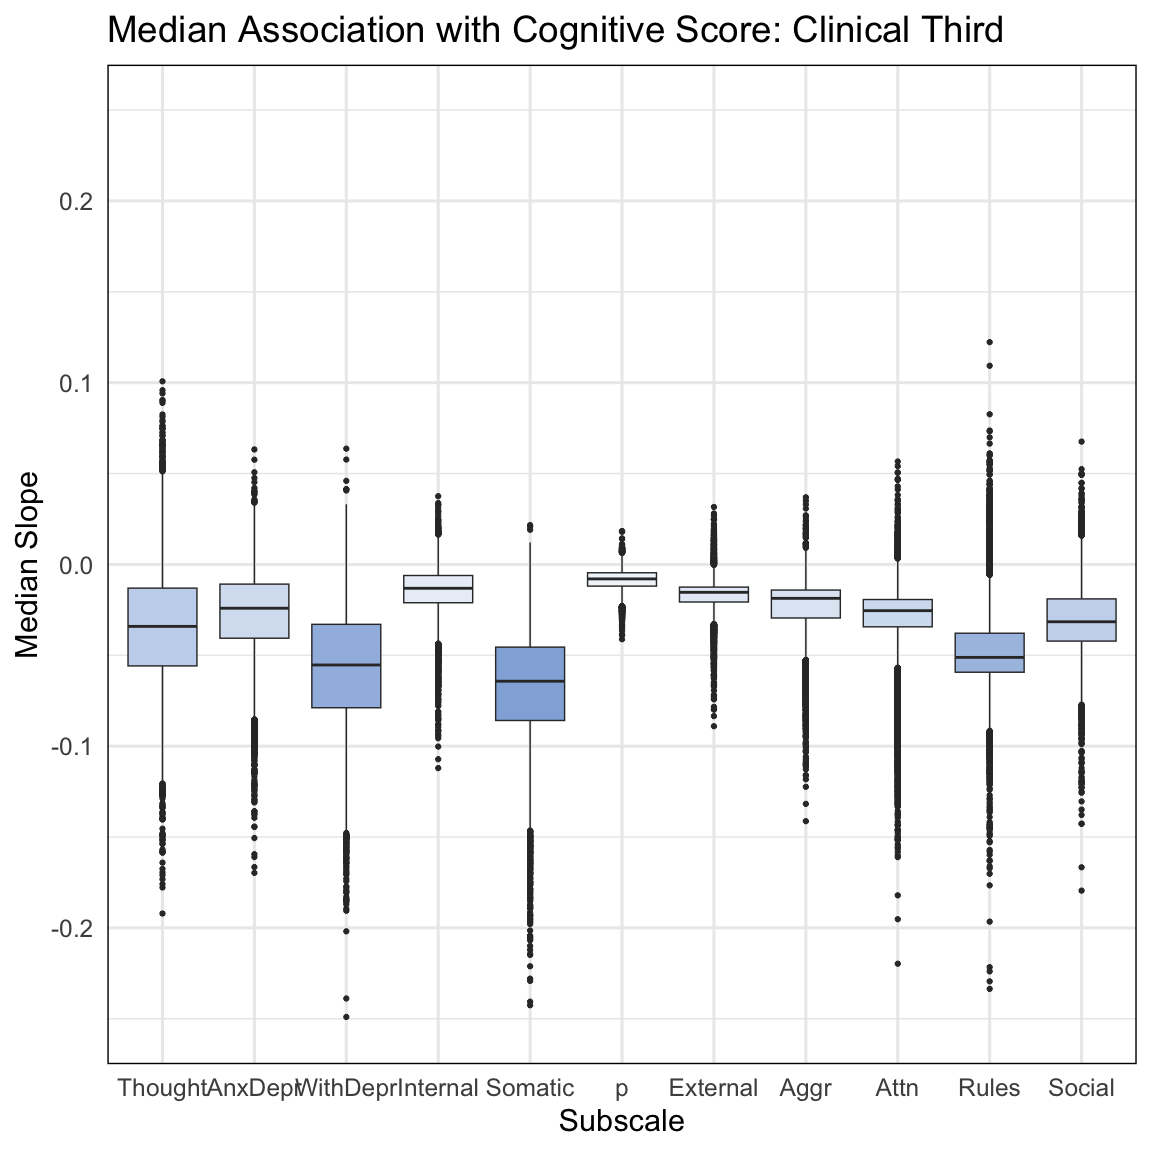 Median Association with Cognitive Score: Clinical Third
0.2
0.1
0.0
-0.1
-0.2
Median Slope
Thought AnxDepr WithDepr Internal Somatic p External Aggr Attn Rules Social
Subscale